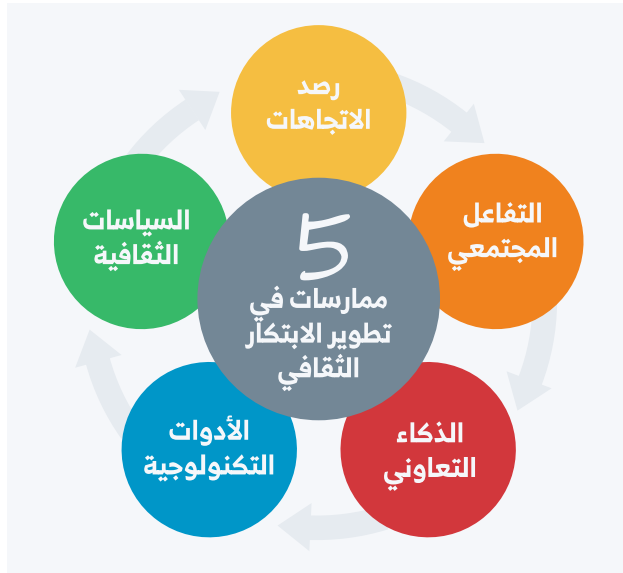 رصد
الاتجاهات
التفاعل
المجتمعي
الذكاء
التعاوني
الأدوات
التكنولوجية
السياسات
الثقافية
5
ممارسات في
تطوير الابتكار
الثقافي